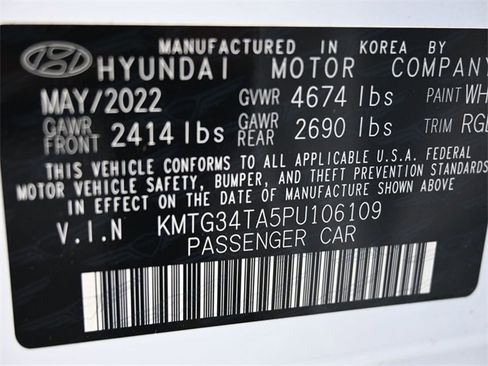 MANUFACTURED IN KOREA BY
HYUNDAI MOTOR COMPANY
MAY/2022 GVWR 4674 lbs PAINT WH
GAWR FRONT 2414 lbs GAWR REAR 2690 lbs TRIM RGE
THIS VEHICLE CONFORMS TO ALL APPLICABLE U.S.A. FEDERAL
MOTOR VEHICLE SAFETY, BUMPER, AND THEFT PREVENTION STANDARDS
IN EFFECT ON THE DATE OF MANUFACTURE SHOWN ABOVE.
V.I.N KMTG34TA5PU106109
PASSENGER CAR